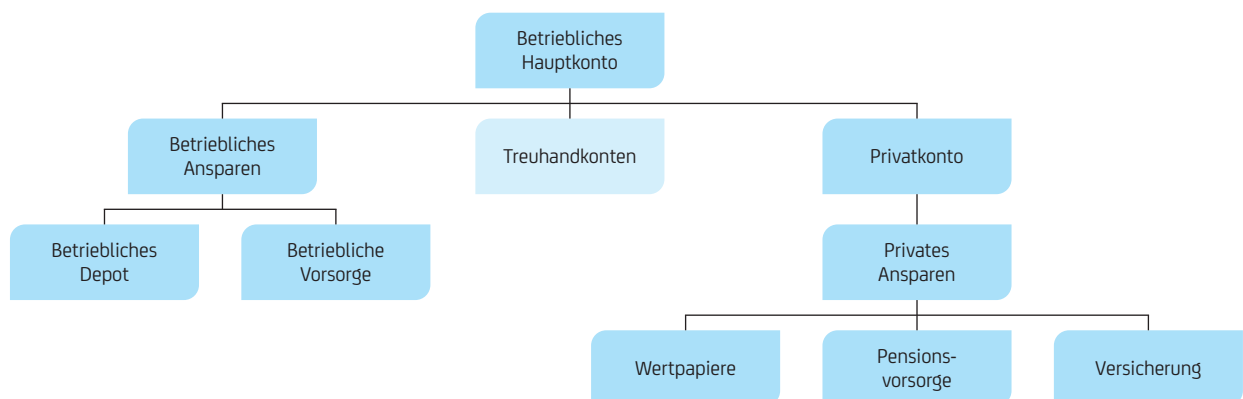 Betriebliches
Hauptkonto
Betriebliches
Ansparen
Treuhandkonten
Privatkonto
Betriebliches
Depot
Betriebliche
Vorsorge
Privates
Ansparen
Wertpapiere
Pensions-
vorsorge
Versicherung